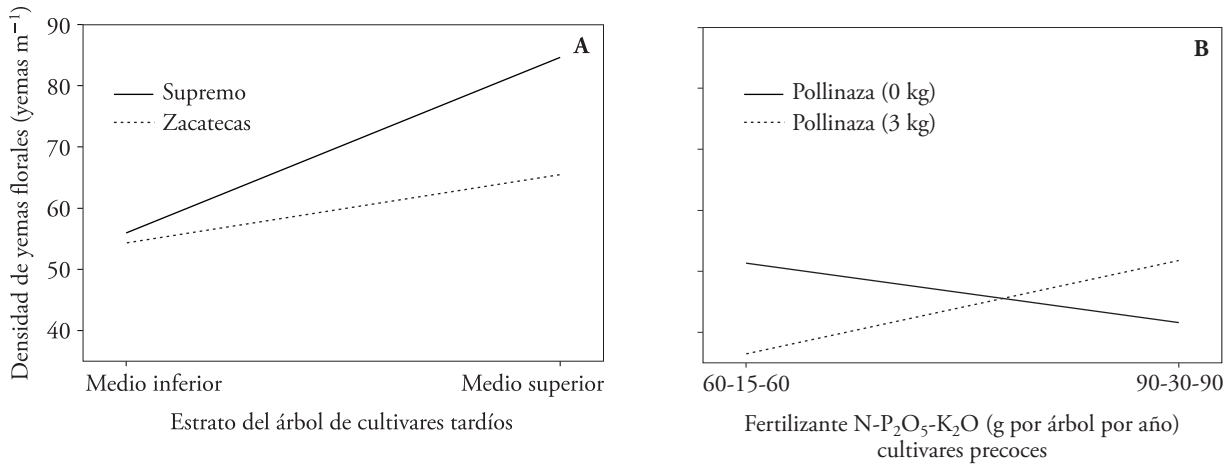 Densidad de yemas florales (yemas m⁻¹)
90
80
70
60
50
40
A
Supremo
Zacatecas
Medio inferior
Medio superior
Estrato del árbol de cultivares tardíos
B
Pollinaza (0 kg)
Pollinaza (3 kg)
60-15-60
90-30-90
Fertilizante N-P₂O₅-K₂O (g por árbol por año)
cultivares precoces